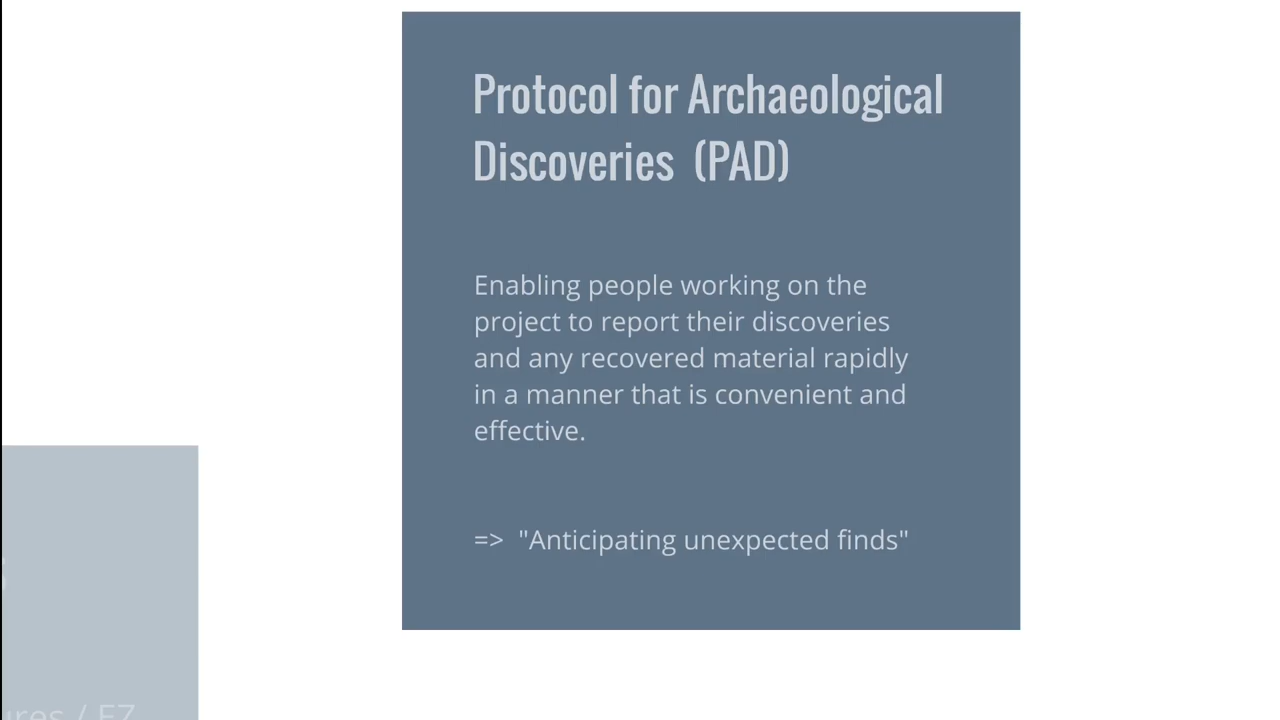 Protocol for Archaeological
Discoveries (PAD)
Enabling people working on the
project to report their discoveries
and any recovered material rapidly
in a manner that is convenient and
effective.
=> "Anticipating unexpected finds"